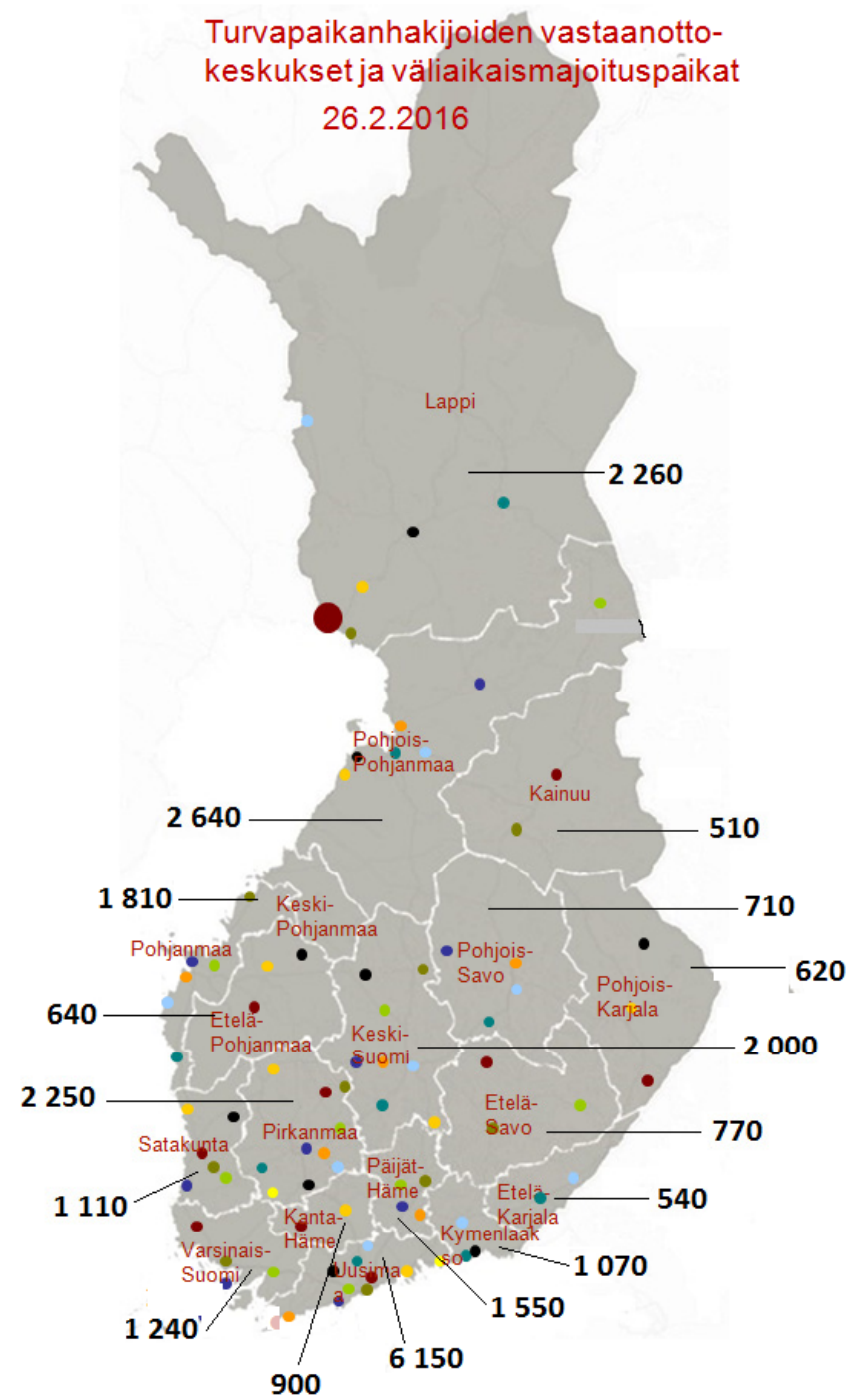 Turvapaikanhakijoiden vastaanotto-
keskukset ja väliaikaismajoituspaikat
26.2.2016
Lappi
2 260
Pohjois-
Pohjanmaa
Kainuu
2 640
510
1 810
Keski-
Pohjanmaa
710
Pohjanmaa
Pohjois-
Savo
620
Pohjois-
Karjala
640
Etelä-
Pohjanmaa
Keski-
Suomi
2 000
2 250
Etelä-
Savo
770
Satakunta
Pirkanmaa
Päijät-
Häme
Etelä-
Karjala
540
1 110
Kanta-
Häme
Kymenlaak
so
1 070
Varsinais-
Suomi
Uusima
a
1 550
1 240
6 150
900